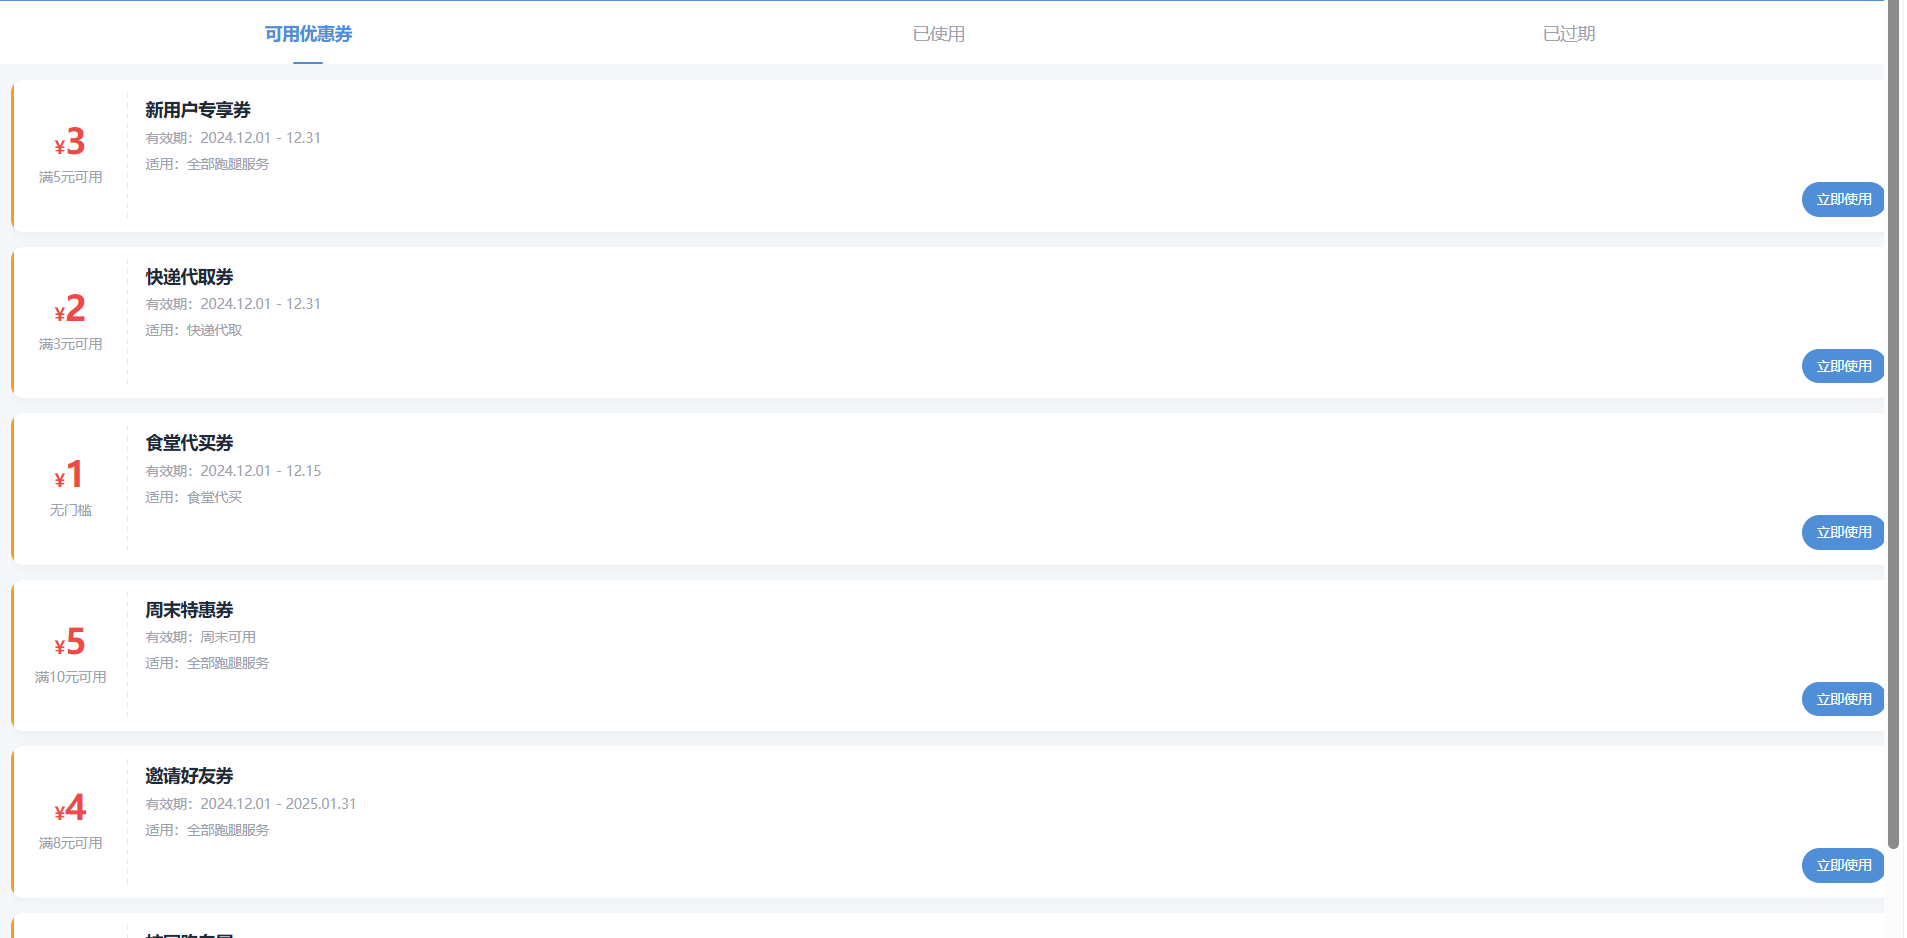 可用优惠券
已使用
已过期
新用户专享券
¥3
有效期：2024.12.01 - 12.31
适用：全部跑腿服务
满5元可用
立即使用
快递代取券
¥2
有效期：2024.12.01 - 12.31
适用：快递代取
满3元可用
立即使用
食堂代买券
¥1
有效期：2024.12.01 - 12.15
适用：食堂代买
无门槛
立即使用
周末特惠券
¥5
有效期：周末可用
适用：全部跑腿服务
满10元可用
立即使用
邀请好友券
¥4
有效期：2024.12.01 - 2025.01.31
适用：全部跑腿服务
满8元可用
立即使用